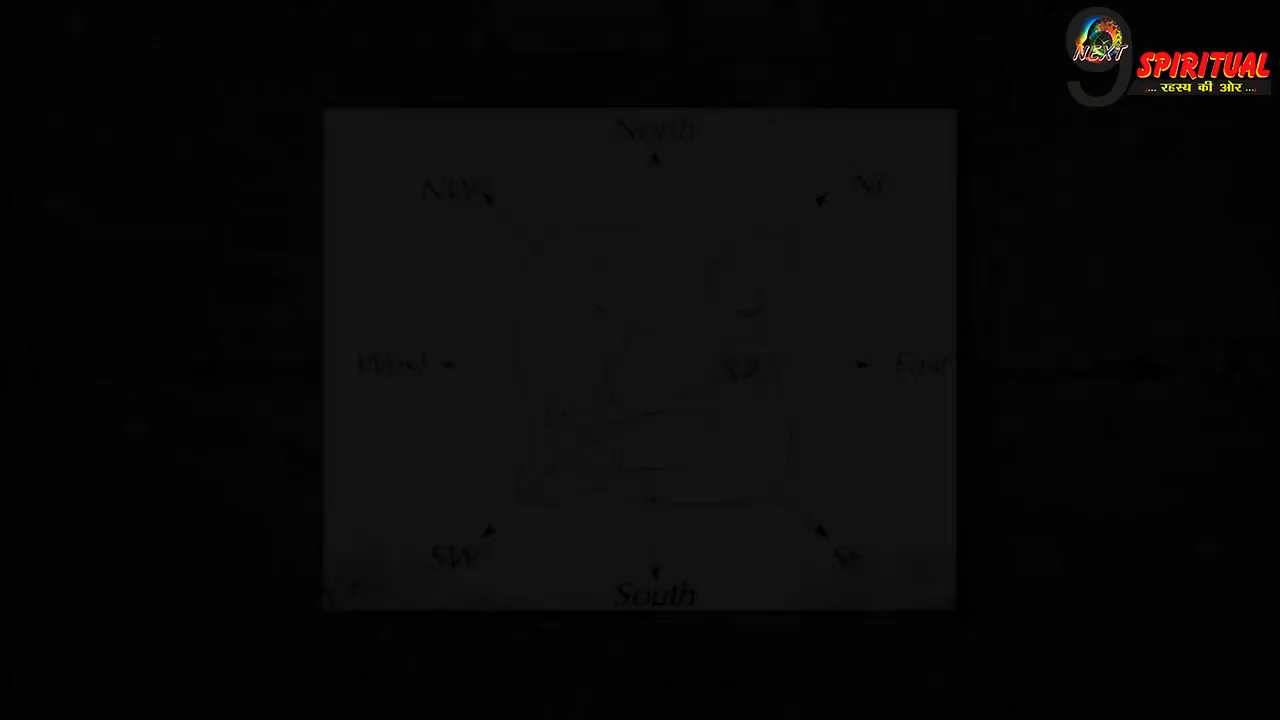 9
NEXT
SPIRITUAL
... रहस्य की ओर ...
North
NW
NE
West
East
SW
SE
South